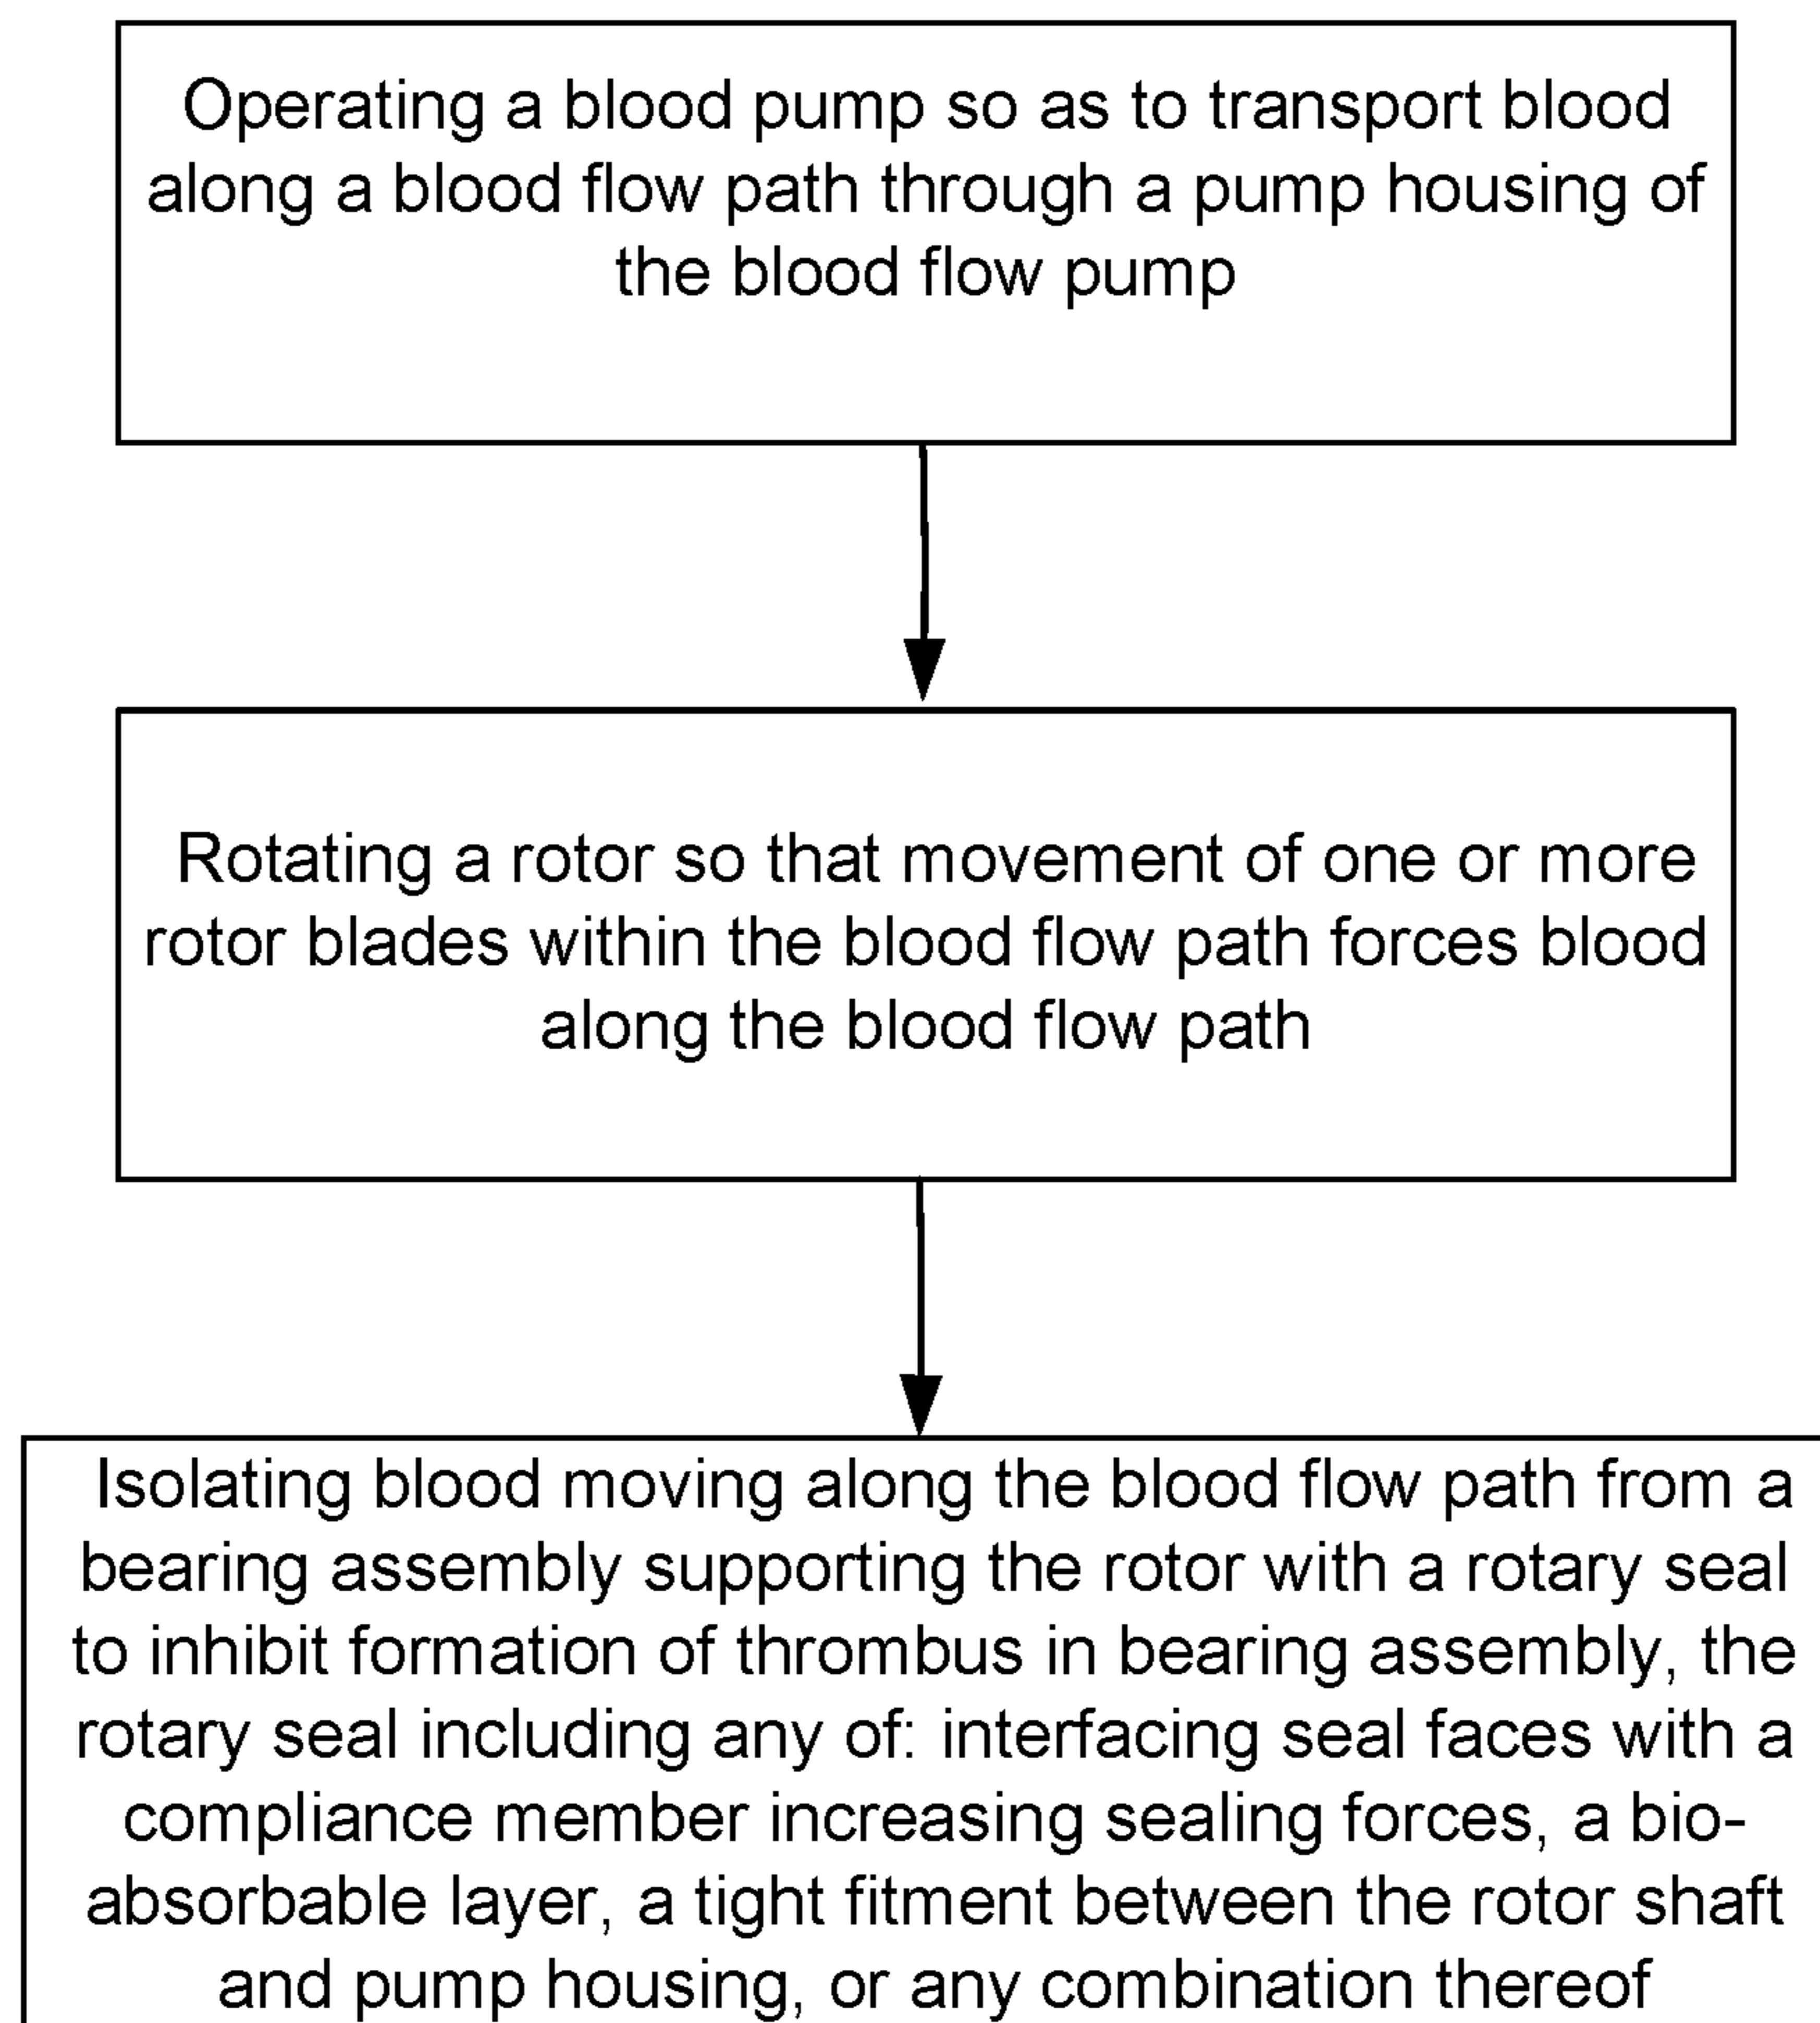 Operating a blood pump so as to transport blood
along a blood flow path through a pump housing of
the blood flow pump
Rotating a rotor so that movement of one or more
rotor blades within the blood flow path forces blood
along the blood flow path
Isolating blood moving along the blood flow path from a
bearing assembly supporting the rotor with a rotary seal
to inhibit formation of thrombus in bearing assembly, the
rotary seal including any of: interfacing seal faces with a
compliance member increasing sealing forces, a bio-
absorbable layer, a tight fitment between the rotor shaft
and pump housing, or any combination thereof